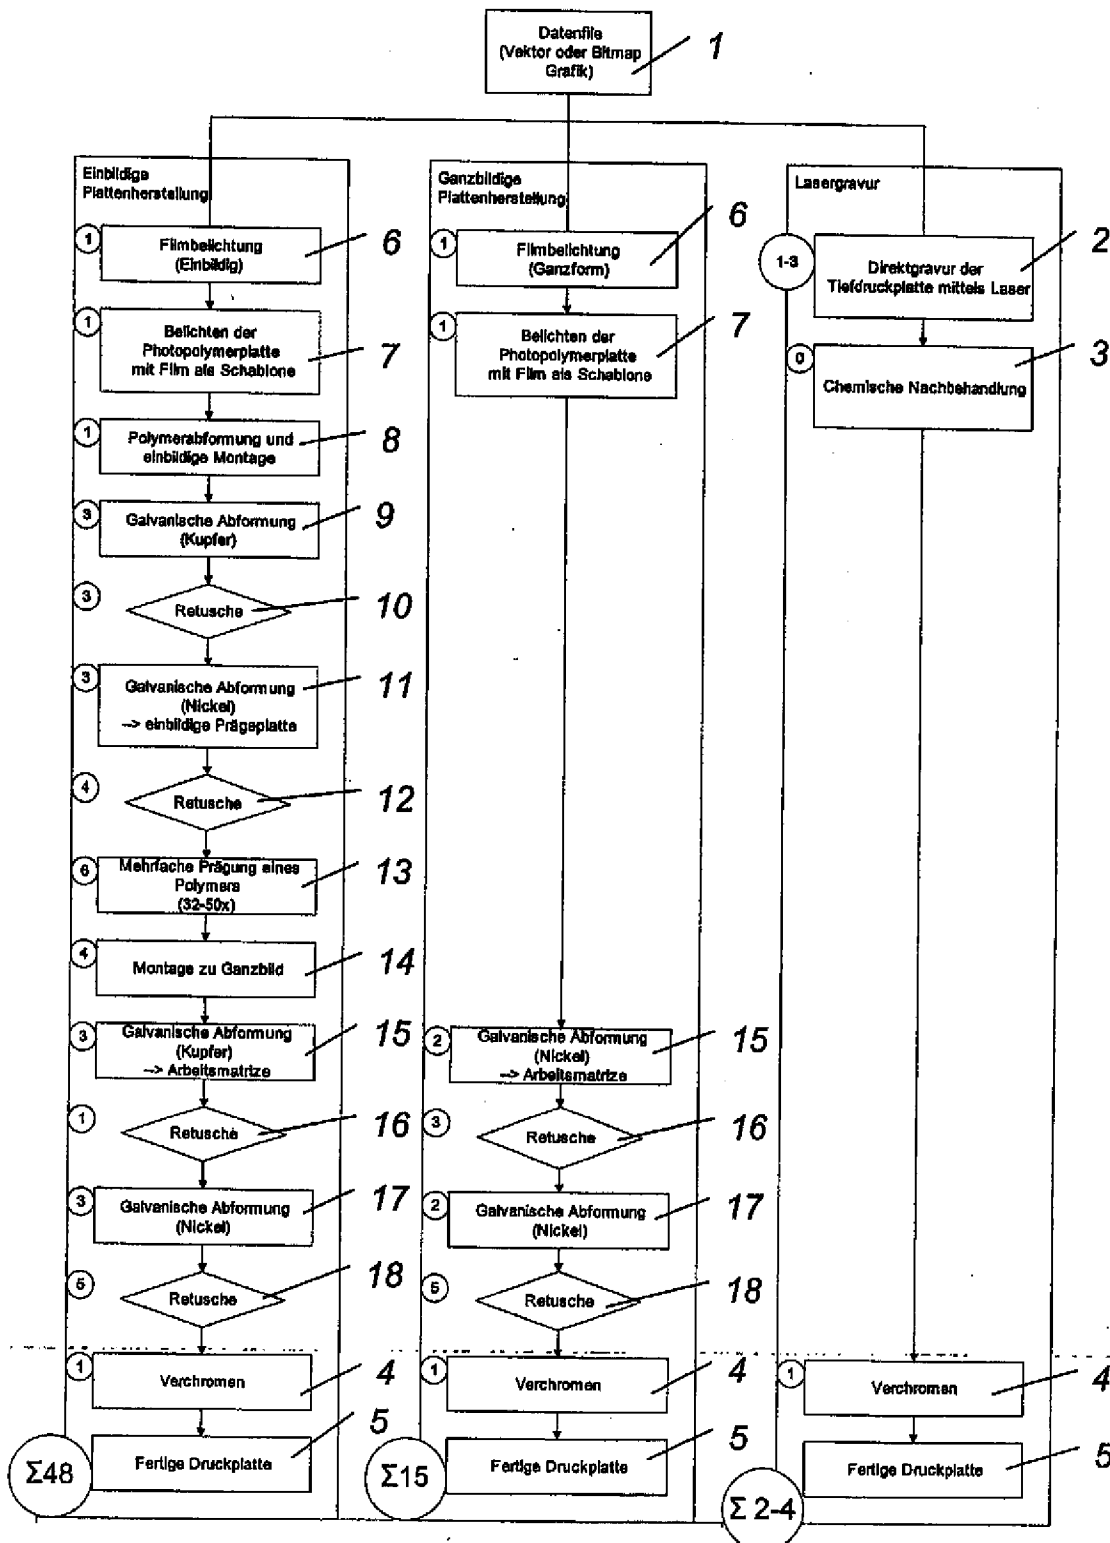 Datenfile
(Vektor oder Bitmap
Grafik)
1
Einbildige
Plattenherstellung
1
Filmbelichtung
(Einbildig)
6
1
Belichten der
Photopolymerplatte
mit Film als Schablone
7
1
Polymerabformung und
einbildige Montage
8
3
Galvanische Abformung
(Kupfer)
9
3
Retusche
10
3
Galvanische Abformung
(Nickel)
--> einbildige Prägeplatte
11
4
Retusche
12
6
Mehrfache Prägung eines
Polymers
(32-50x)
13
4
Montage zu Ganzbild
14
3
Galvanische Abformung
(Kupfer)
--> Arbeitsmatrize
15
1
Retusche
16
3
Galvanische Abformung
(Nickel)
17
5
Retusche
18
1
Verchromen
4
Fertige Druckplatte
5
Σ48
Ganzbildige
Plattenherstellung
1
Filmbelichtung
(Ganzform)
6
1
Belichten der
Photopolymerplatte
mit Film als Schablone
7
2
Galvanische Abformung
(Nickel)
--> Arbeitsmatrize
15
3
Retusche
16
2
Galvanische Abformung
(Nickel)
17
5
Retusche
18
1
Verchromen
4
Fertige Druckplatte
5
Σ15
Lasergravur
1-3
Direktgravur der
Tiefdruckplatte mittels Laser
2
0
Chemische Nachbehandlung
3
1
Verchromen
4
Fertige Druckplatte
5
Σ 2-4